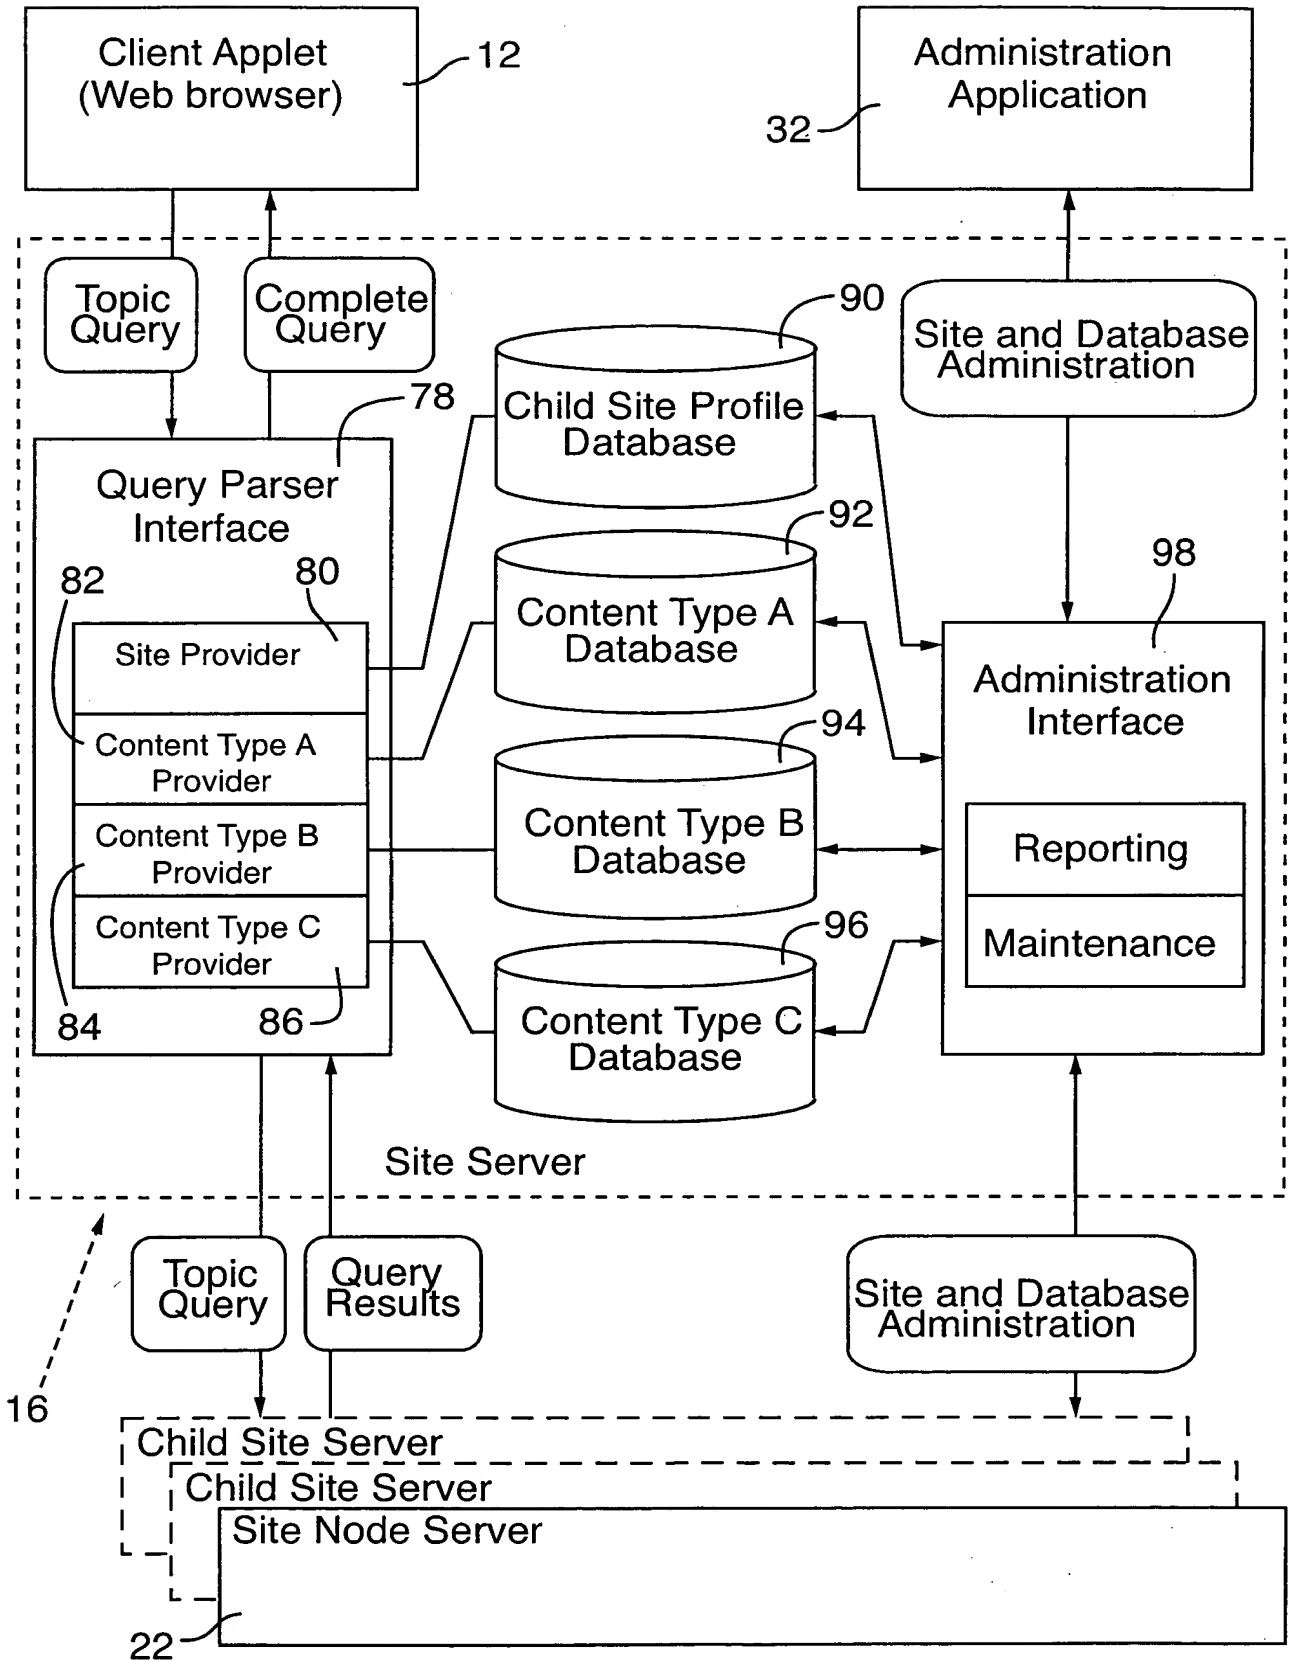 Client Applet
(Web browser)
12
Administration
Application
32
Topic
Query
Complete
Query
Site and Database
Administration
90
Child Site Profile
Database
78
Query Parser
Interface
92
Content Type A
Database
98
Administration
Interface
82
80
Site Provider
Content Type A
Provider
Content Type B
Provider
Content Type C
Provider
84
86
94
Content Type B
Database
Reporting
Maintenance
96
Content Type C
Database
Site Server
16
Topic
Query
Query
Results
Site and Database
Administration
Child Site Server
Child Site Server
Site Node Server
22